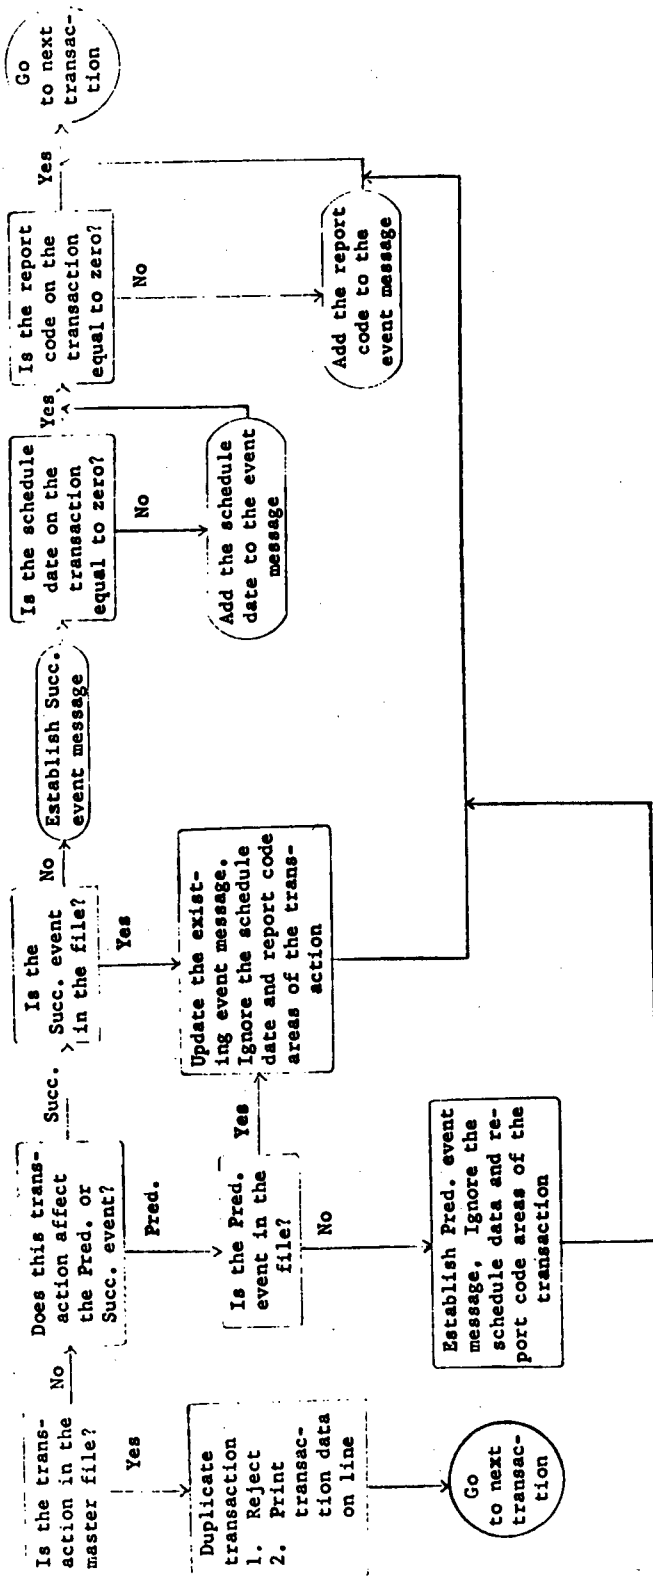 Is the trans-
action in the
master file?
No
Yes
Duplicate
transaction
1. Reject
2. Print
transac-
tion data
on line
Go
to next
transac-
tion
Does this trans-
action affect
the Pred. or
Succ. event?
Succ.
Pred.
Is the Pred.
event in the
file?
Yes
No
Establish Pred. event
message, Ignore the
schedule data and re-
port code areas of the
transaction
Is the
Succ. event
in the file?
No
Yes
Update the exist-
ing event message.
Ignore the schedule
date and report code
areas of the trans-
action
Establish Succ.
event message
Is the schedule
date on the
transaction
equal to zero?
Yes
No
Add the schedule
date to the event
message
Is the report
code on the
transaction
equal to zero?
Yes
No
Add the report
code to the
event message
Go
to next
transac-
tion